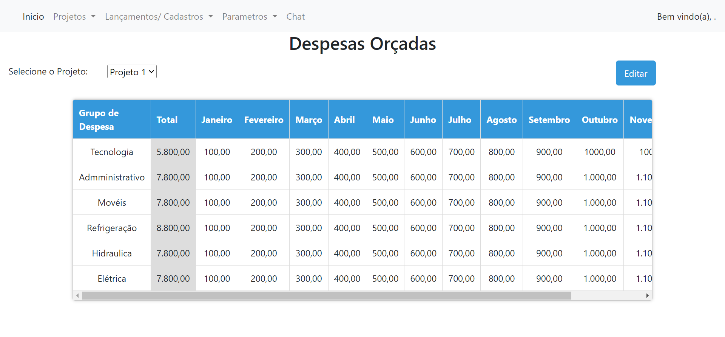 Inicio Projetos Lançamentos/ Cadastros Parametros Chat Bem vindo(a), .
Despesas Orçadas
Selecione o Projeto: Projeto 1 Editar
Grupo de Despesa Total Janeiro Fevereiro Março Abril Maio Junho Julho Agosto Setembro Outubro Nove
Tecnologia 5.800,00 100,00 200,00 300,00 400,00 500,00 600,00 700,00 800,00 900,00 1000,00 100
Admministrativo 7.800,00 100,00 200,00 300,00 400,00 500,00 600,00 700,00 800,00 900,00 1.000,00 1.10
Movéis 7.800,00 100,00 200,00 300,00 400,00 500,00 600,00 700,00 800,00 900,00 1.000,00 1.10
Refrigeração 8.800,00 100,00 200,00 300,00 400,00 500,00 600,00 700,00 800,00 900,00 1.000,00 1.10
Hidraulica 7.800,00 100,00 200,00 300,00 400,00 500,00 600,00 700,00 800,00 900,00 1.000,00 1.10
Elétrica 7.800,00 100,00 200,00 300,00 400,00 500,00 600,00 700,00 800,00 900,00 1.000,00 1.10